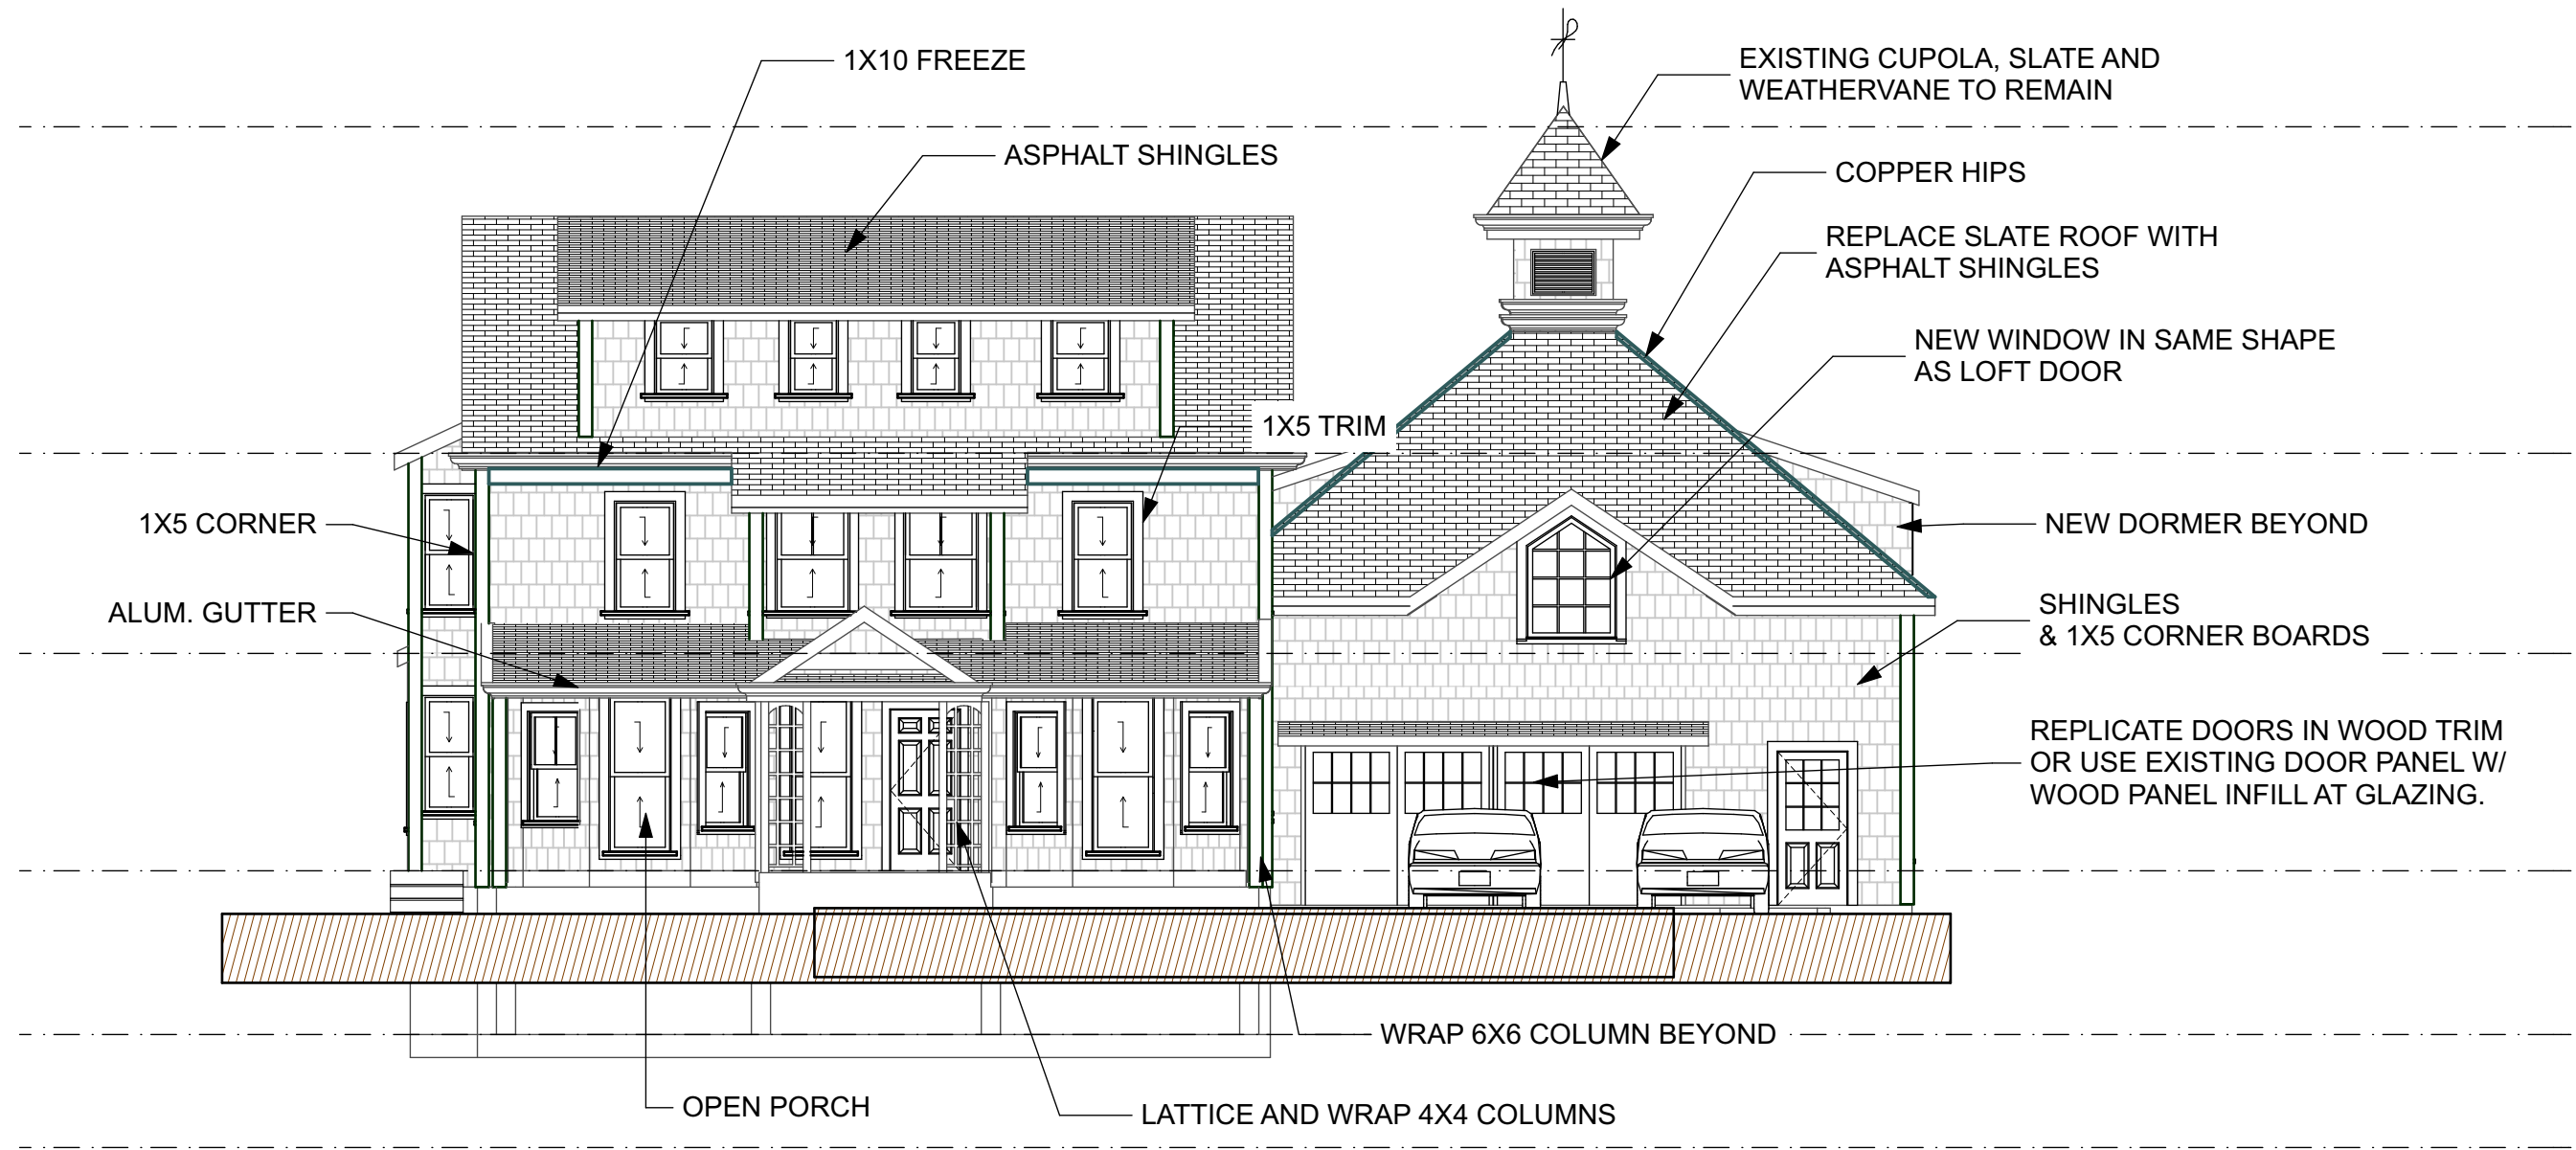 1X10 FREEZE
EXISTING CUPOLA, SLATE AND
WEATHERVANE TO REMAIN
ASPHALT SHINGLES
COPPER HIPS
REPLACE SLATE ROOF WITH
ASPHALT SHINGLES
NEW WINDOW IN SAME SHAPE
AS LOFT DOOR
1X5 TRIM
1X5 CORNER
NEW DORMER BEYOND
ALUM. GUTTER
SHINGLES
& 1X5 CORNER BOARDS
REPLICATE DOORS IN WOOD TRIM
OR USE EXISTING DOOR PANEL W/
WOOD PANEL INFILL AT GLAZING.
WRAP 6X6 COLUMN BEYOND
OPEN PORCH
LATTICE AND WRAP 4X4 COLUMNS